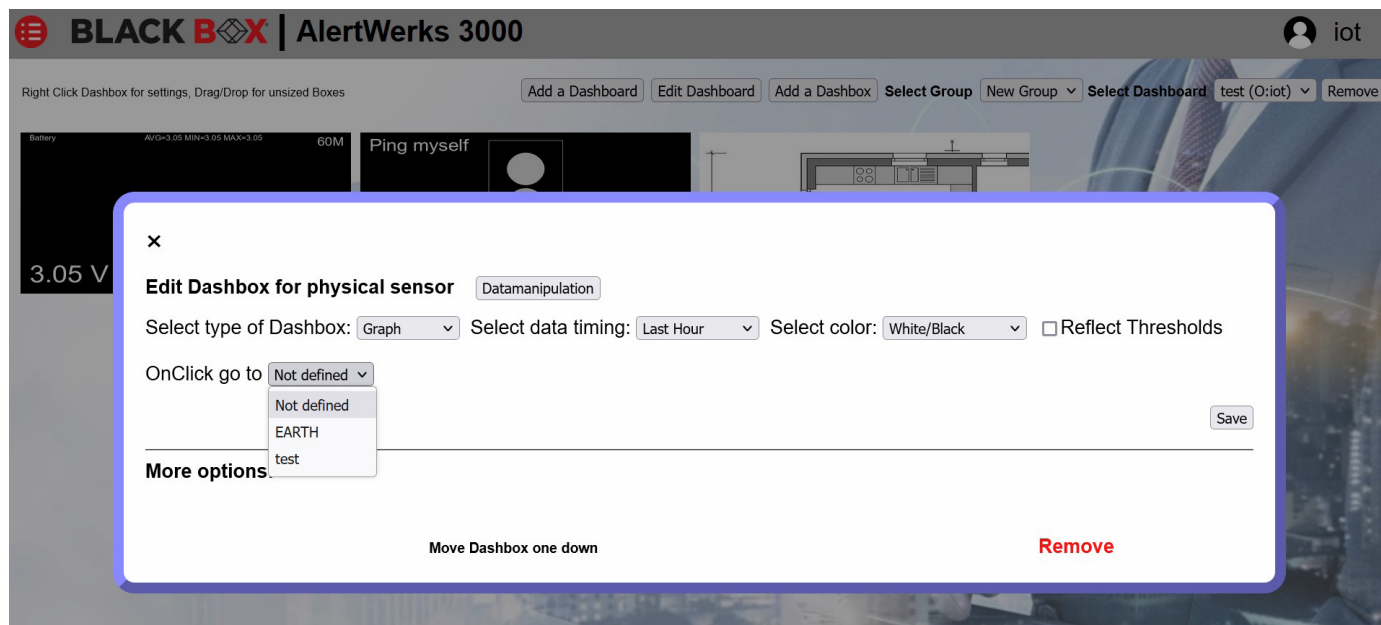 BLACK BOX | AlertWerks 3000
iot
Right Click Dashbox for settings, Drag/Drop for unsized Boxes
Add a Dashboard
Edit Dashboard
Add a Dashbox
Select Group
New Group
Select Dashboard
test (O:iot)
Remove
Battery
AVG=3.05 MIN=3.05 MAX=3.05
60M
Ping myself
3.05 V
×
Edit Dashbox for physical sensor
Datamanipulation
Select type of Dashbox: Graph
Select data timing: Last Hour
Select color: White/Black
Reflect Thresholds
OnClick go to Not defined
Not defined
EARTH
test
Save
More options:
Move Dashbox one down
Remove